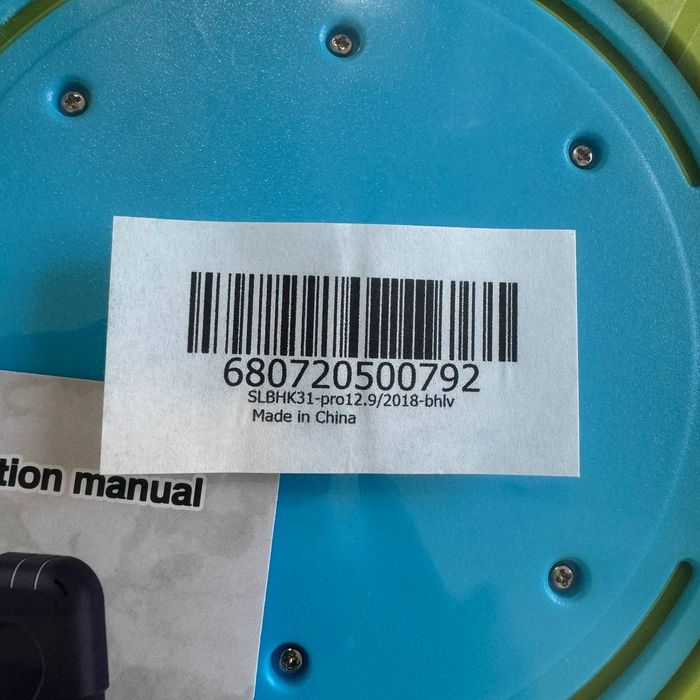 680720500792
SLBHK31-pro12.9/2018-bhlv
Made in China
tion manual